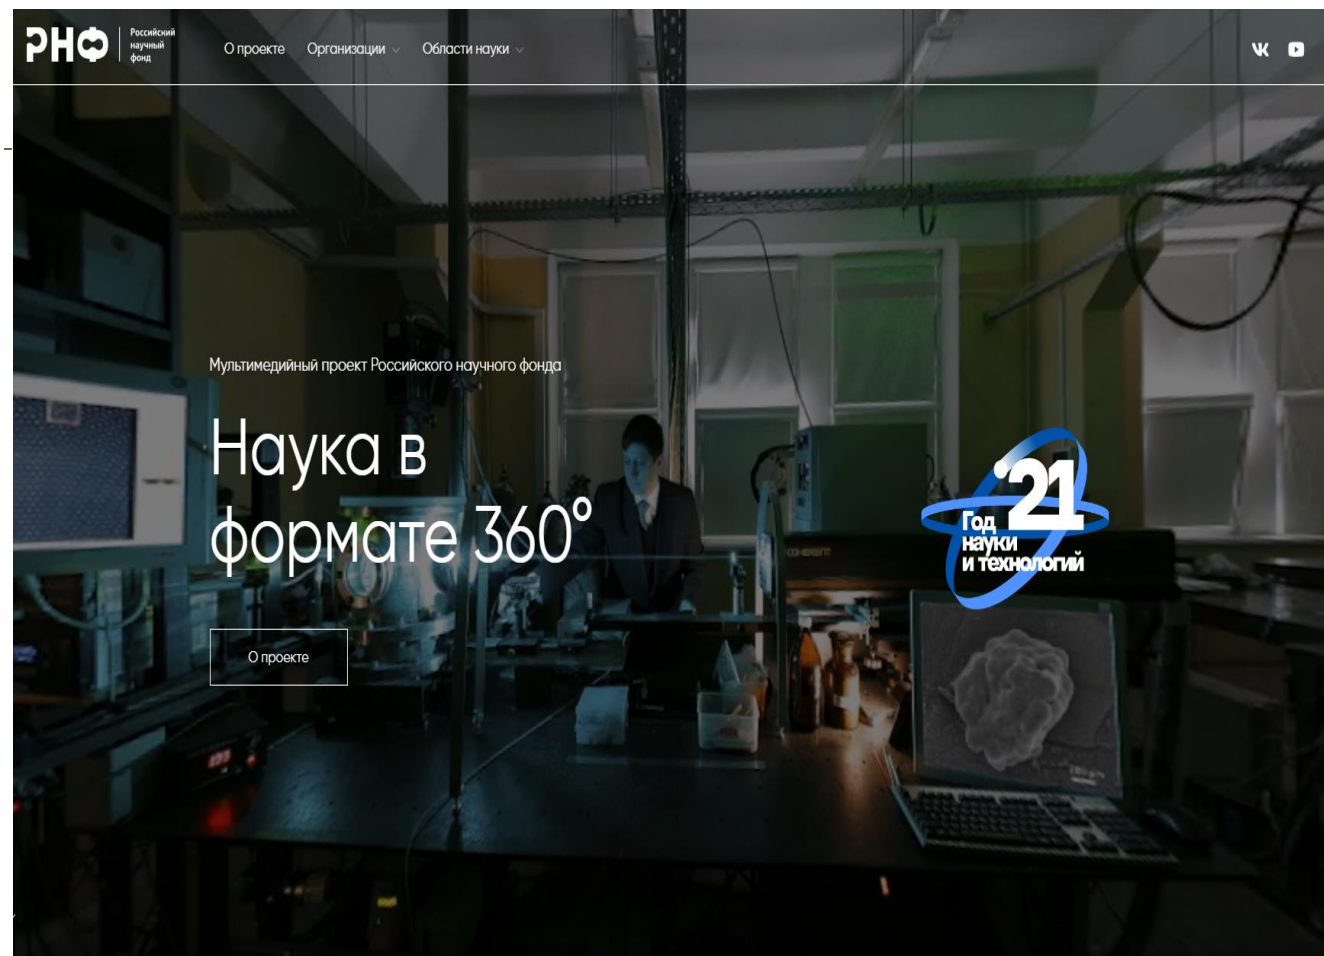 РНФ
Российский
научный
фонд
О проекте
Организации
Области науки
Мультимедийный проект Российского научного фонда
Наука в
формате 360°
О проекте
'21
Год
науки
и технологий
COHERENT